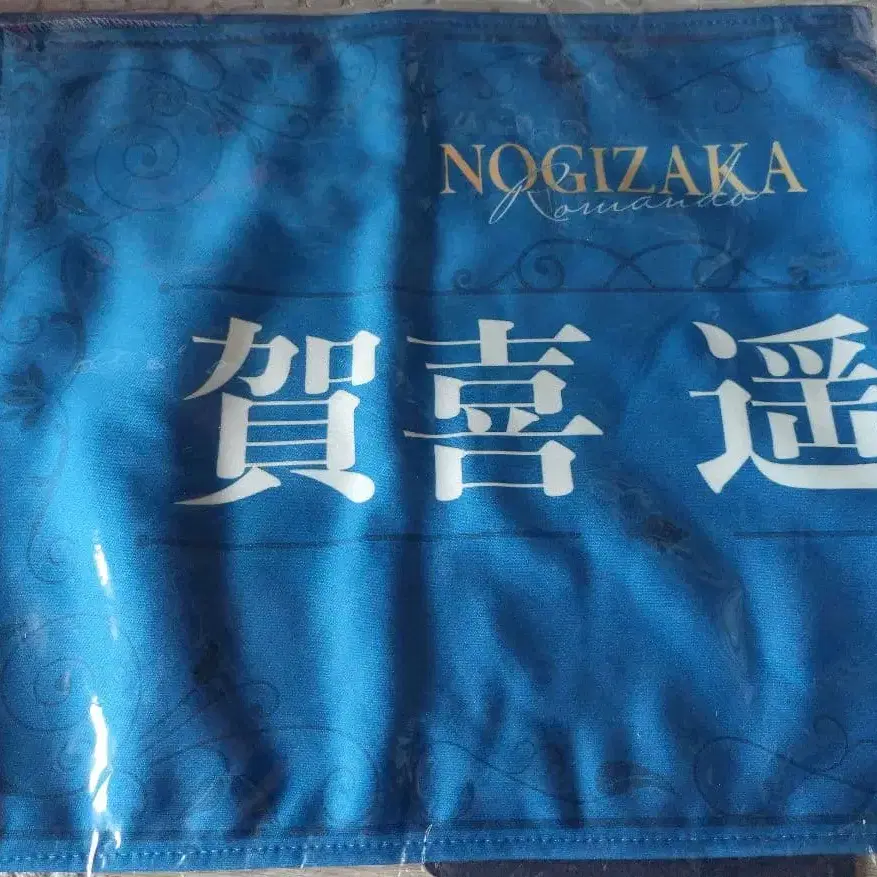 NOGIZAKA
Romando
賀喜 遥